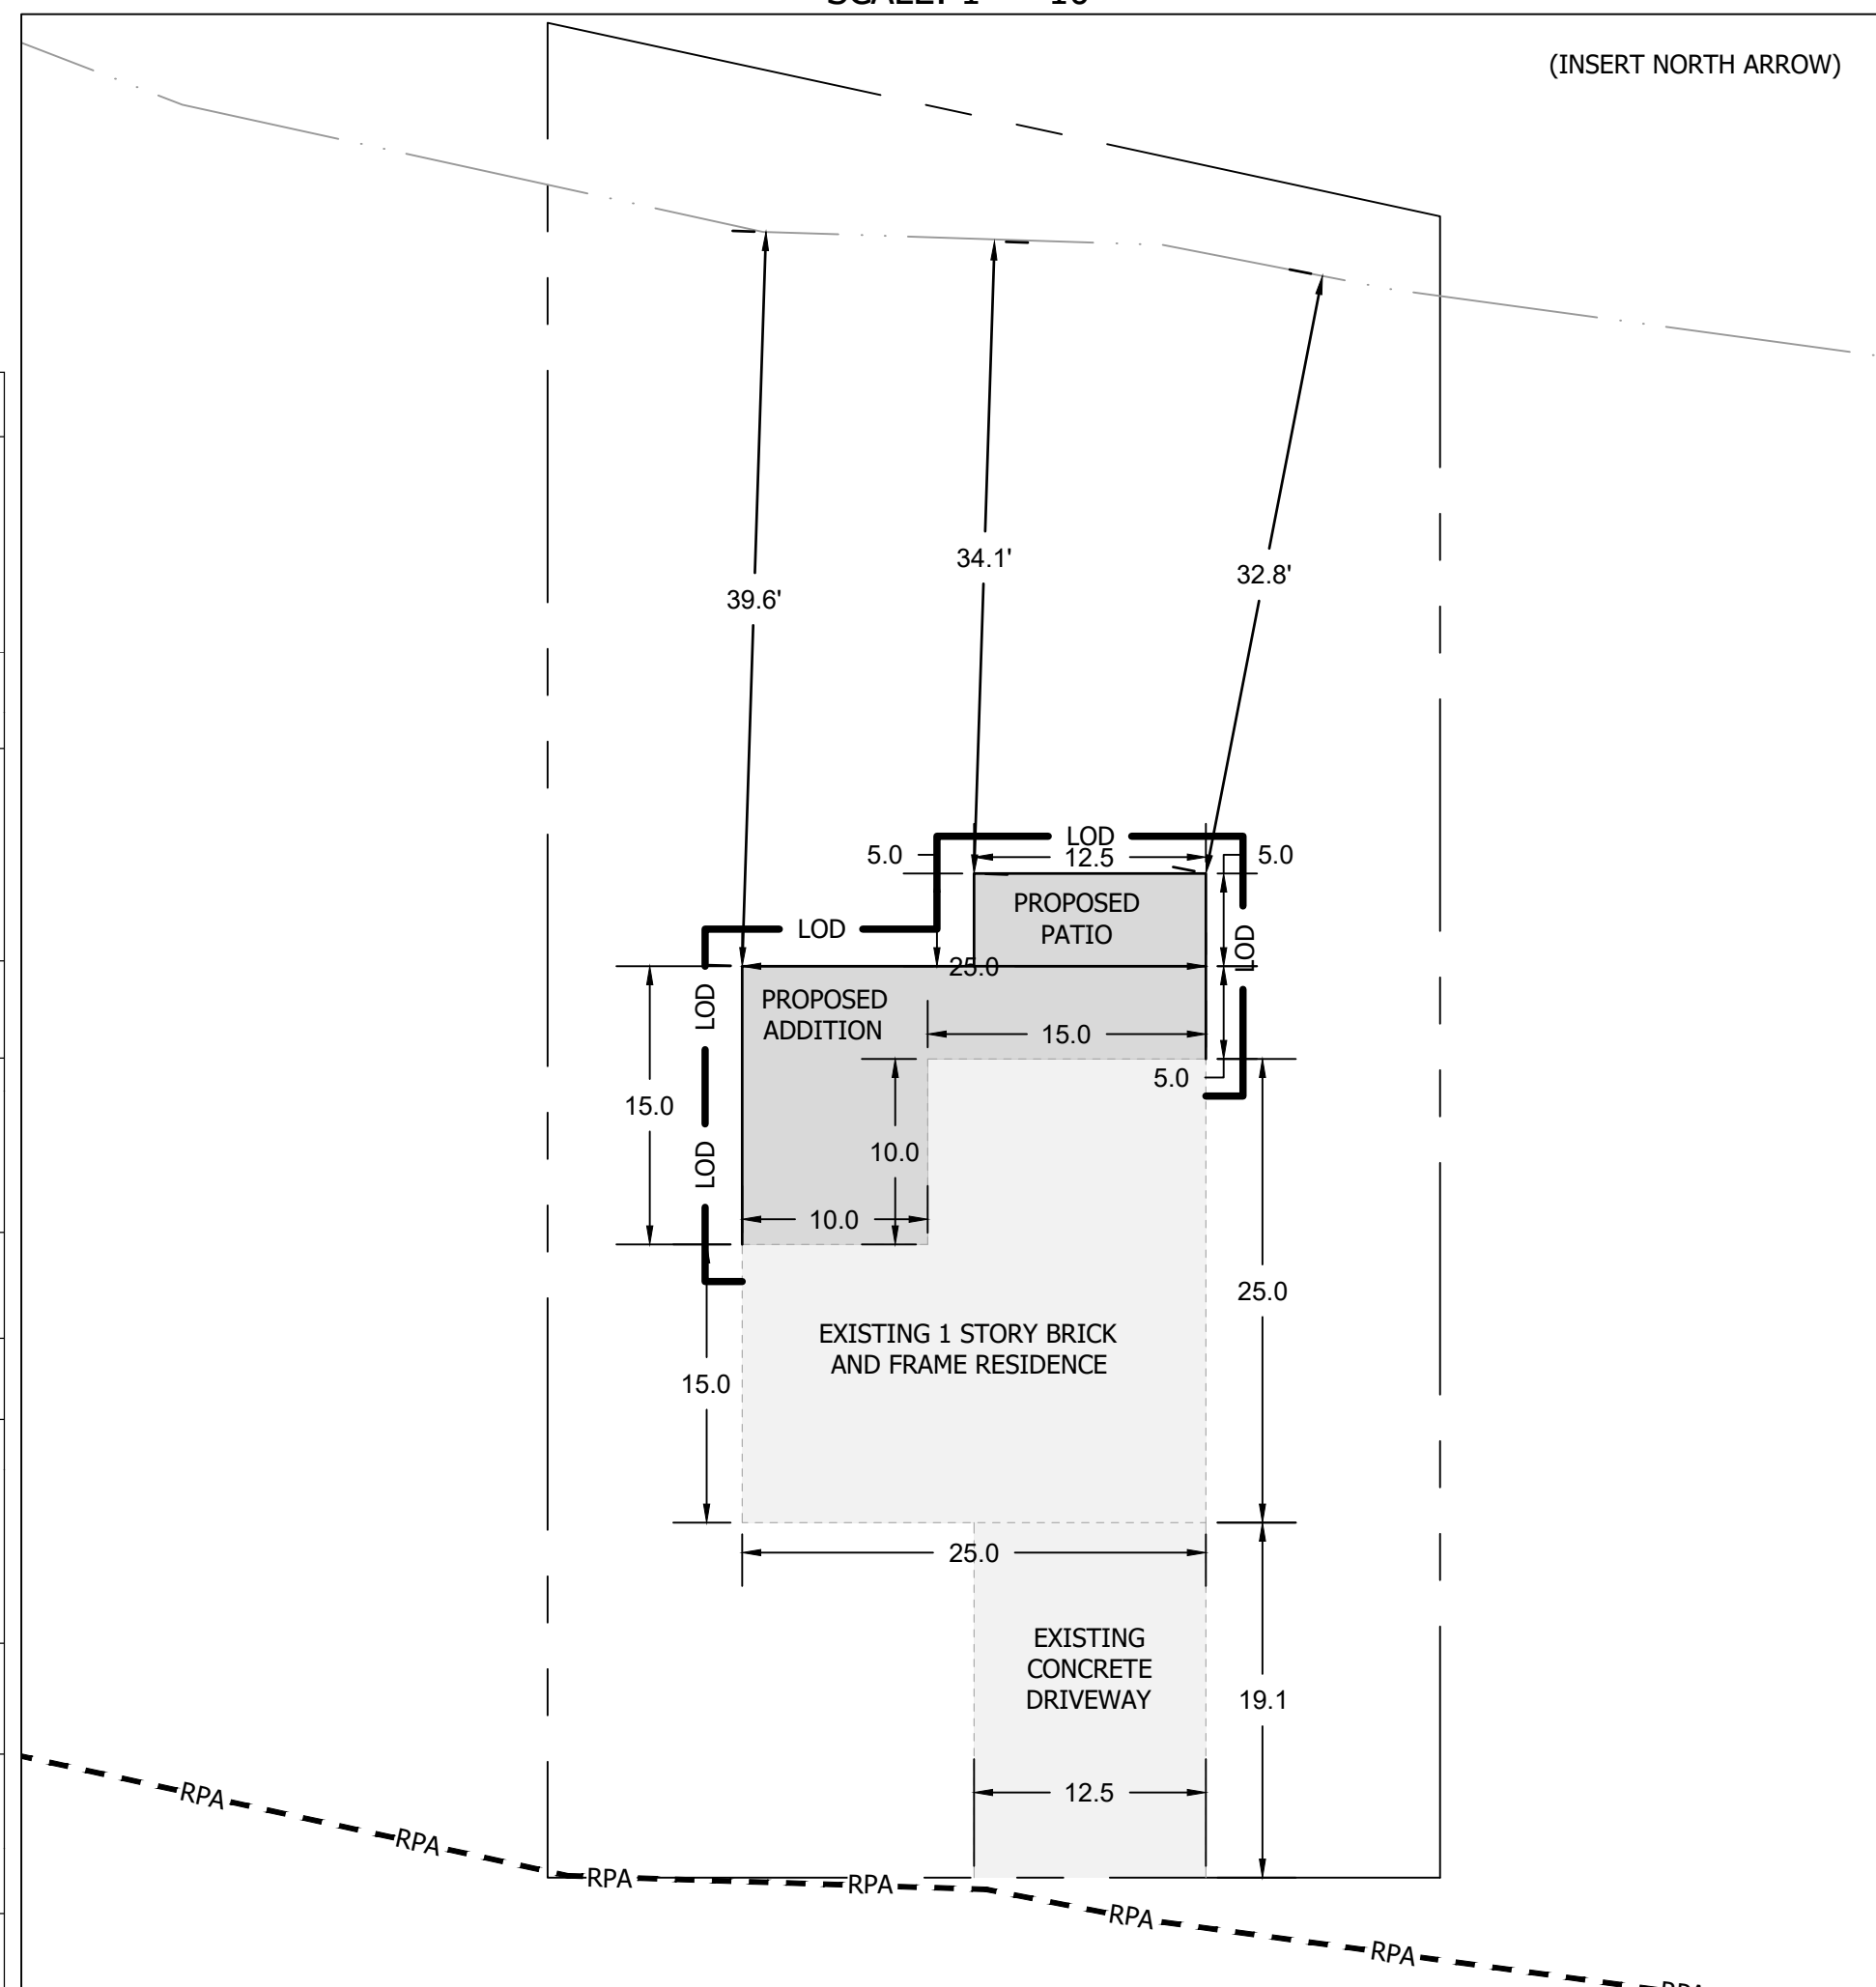 (INSERT NORTH ARROW)
34.1'
32.8'
39.6'
LOD
5.0
12.5
5.0
PROPOSED
PATIO
LOD
LOD
25.0
PROPOSED
ADDITION
LOD
15.0
5.0
15.0
10.0
LOD
10.0
25.0
EXISTING 1 STORY BRICK
AND FRAME RESIDENCE
15.0
25.0
EXISTING
CONCRETE
DRIVEWAY
19.1
12.5
RPA
RPA
RPA
RPA
RPA
RPA